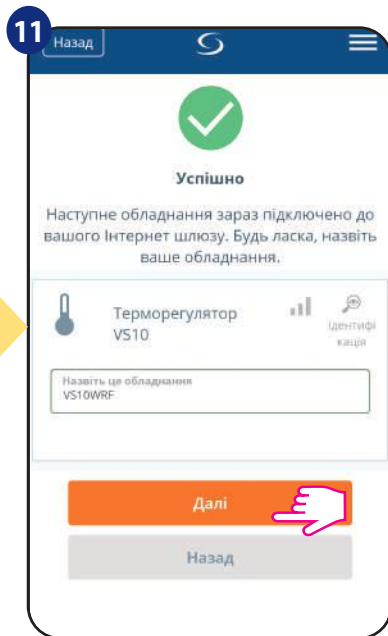 11
Назад
Успішно
Наступне обладнання зараз підключено до
вашого Інтернет шлюзу. Будь ласка, назвіть
ваше обладнання.
Терморегулятор
VS10
Ідентифі
кація
Назвіть це обладнання
VS10WRF
Далі
Назад